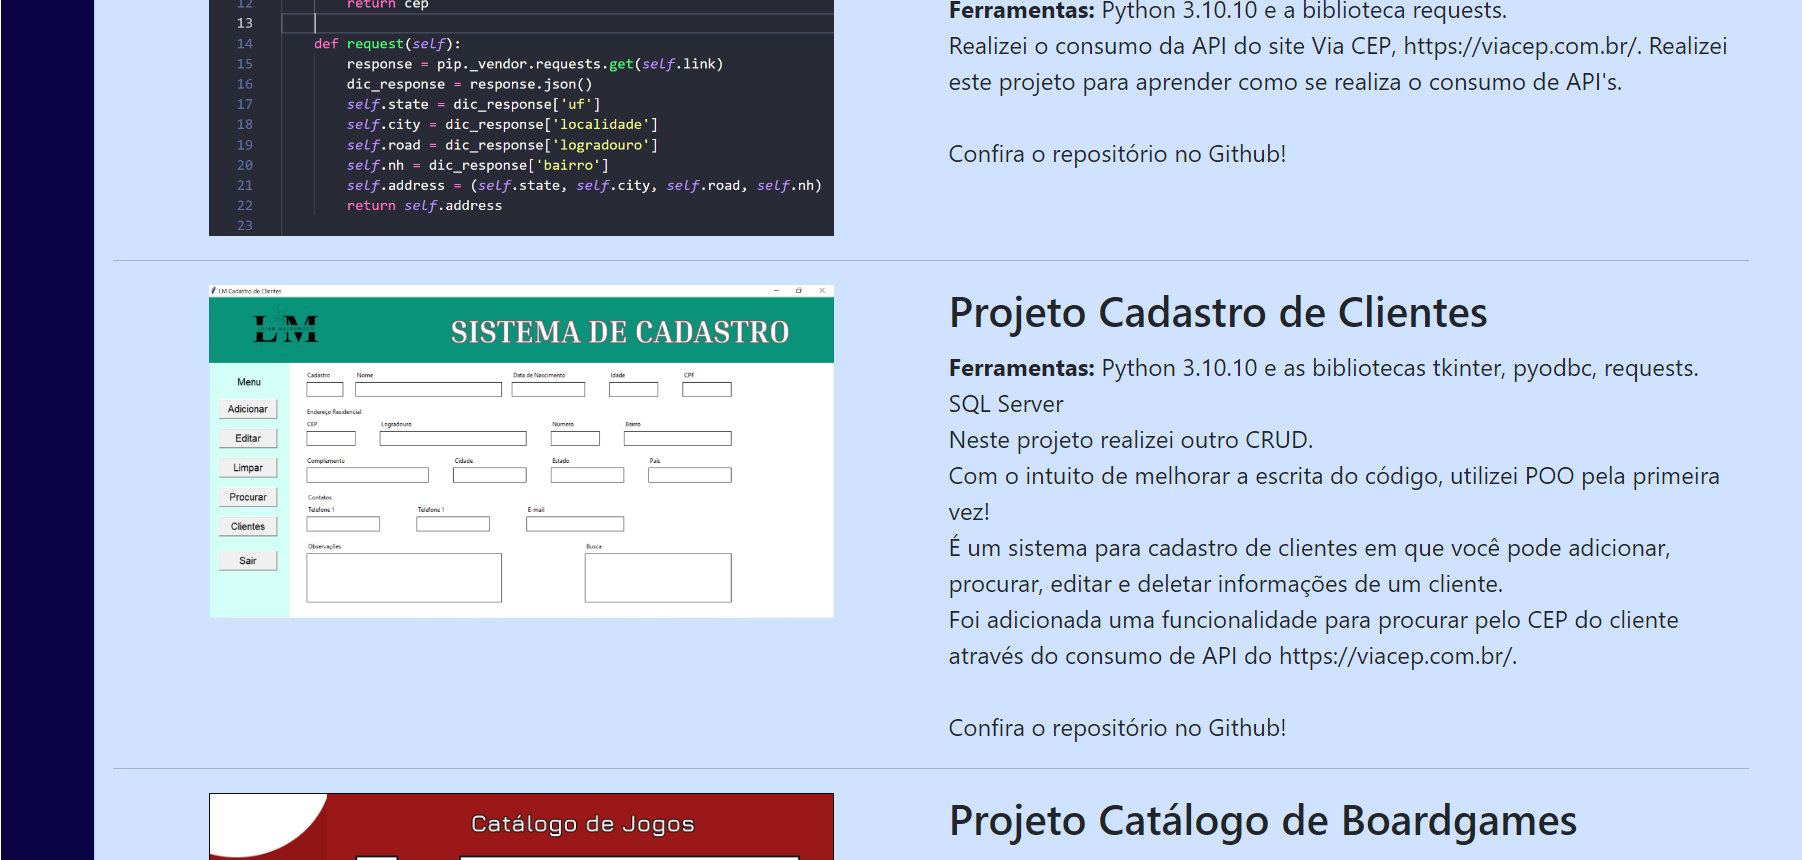 12 return cep
13
14 def request(self):
15 response = pip._vendor.requests.get(self.link)
16 dic_response = response.json()
17 self.state = dic_response['uf']
18 self.city = dic_response['localidade']
19 self.road = dic_response['logradouro']
20 self.nh = dic_response['bairro']
21 self.address = (self.state, self.city, self.road, self.nh)
22 return self.address
23
Ferramentas: Python 3.10.10 e a biblioteca requests.
Realizei o consumo da API do site Via CEP, https://viacep.com.br/. Realizei
este projeto para aprender como se realiza o consumo de API's.
Confira o repositório no Github!
LM Cadastro de Clientes
LM
SISTEMA DE CADASTRO
Menu
Adicionar
Editar
Limpar
Procurar
Clientes
Sair
Cadastro Nome Data de Nascimento Idade CPF
Endereço Residencial
CEP Logradouro Número Bairro
Complemento Cidade Estado País
Contatos
Telefone 1 Telefone 1 E-mail
Observações Busca
Projeto Cadastro de Clientes
Ferramentas: Python 3.10.10 e as bibliotecas tkinter, pyodbc, requests.
SQL Server
Neste projeto realizei outro CRUD.
Com o intuito de melhorar a escrita do código, utilizei POO pela primeira
vez!
É um sistema para cadastro de clientes em que você pode adicionar,
procurar, editar e deletar informações de um cliente.
Foi adicionada uma funcionalidade para procurar pelo CEP do cliente
através do consumo de API do https://viacep.com.br/.
Confira o repositório no Github!
Catálogo de Jogos
Projeto Catálogo de Boardgames